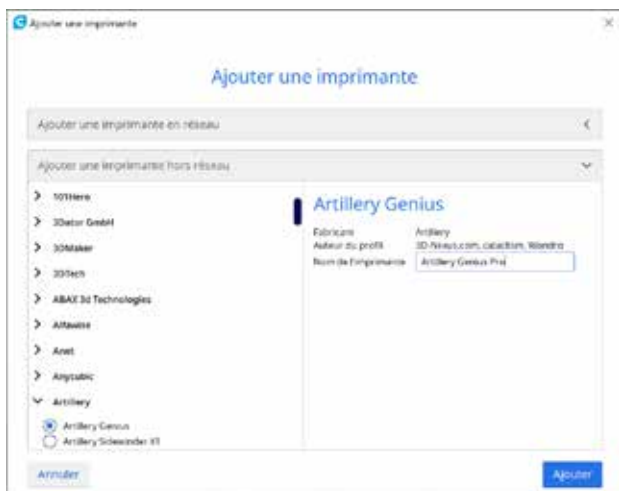 Ajouter une imprimante
Ajouter une imprimante
Ajouter une imprimante en réseau
Ajouter une imprimante hors réseau
101Hero
3Dator GmbH
3DMaker
3DTech
ABAX 3d Technologies
Alfawise
Anet
Anycubic
Artillery
Artillery Genius
Artillery Sidewinder X1
Artillery Genius
Fabricant Artillery
Auteur du profil 3D-Nexus.com, cataclism, Wondro
Nom de l'imprimante Artillery Genius Pro
Annuler
Ajouter